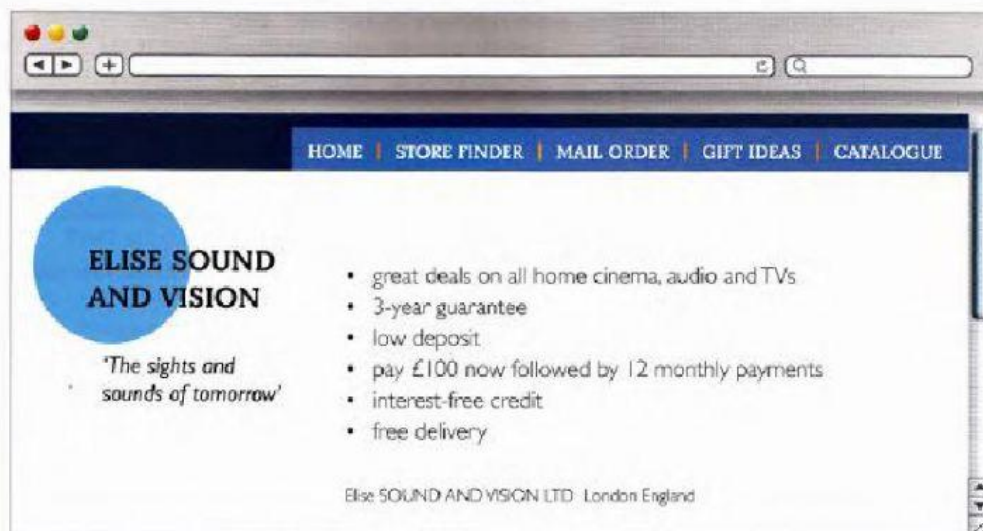 HOME | STORE FINDER | MAIL ORDER | GIFT IDEAS | CATALOGUE
ELISE SOUND
AND VISION
'The sights and
sounds of tomorrow'
• great deals on all home cinema, audio and TVs
• 3-year guarantee
• low deposit
• pay £100 now followed by 12 monthly payments
• interest-free credit
• free delivery
Elise SOUND AND VISION LTD London England